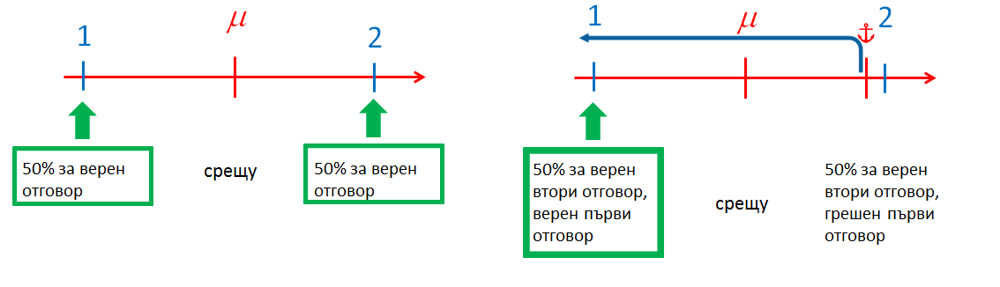 1
μ
2
50% за верен
отговор
срещу
50% за верен
отговор
1
μ
2
50% за верен
втори отговор,
верен първи
отговор
срещу
50% за верен
втори отговор,
грешен първи
отговор